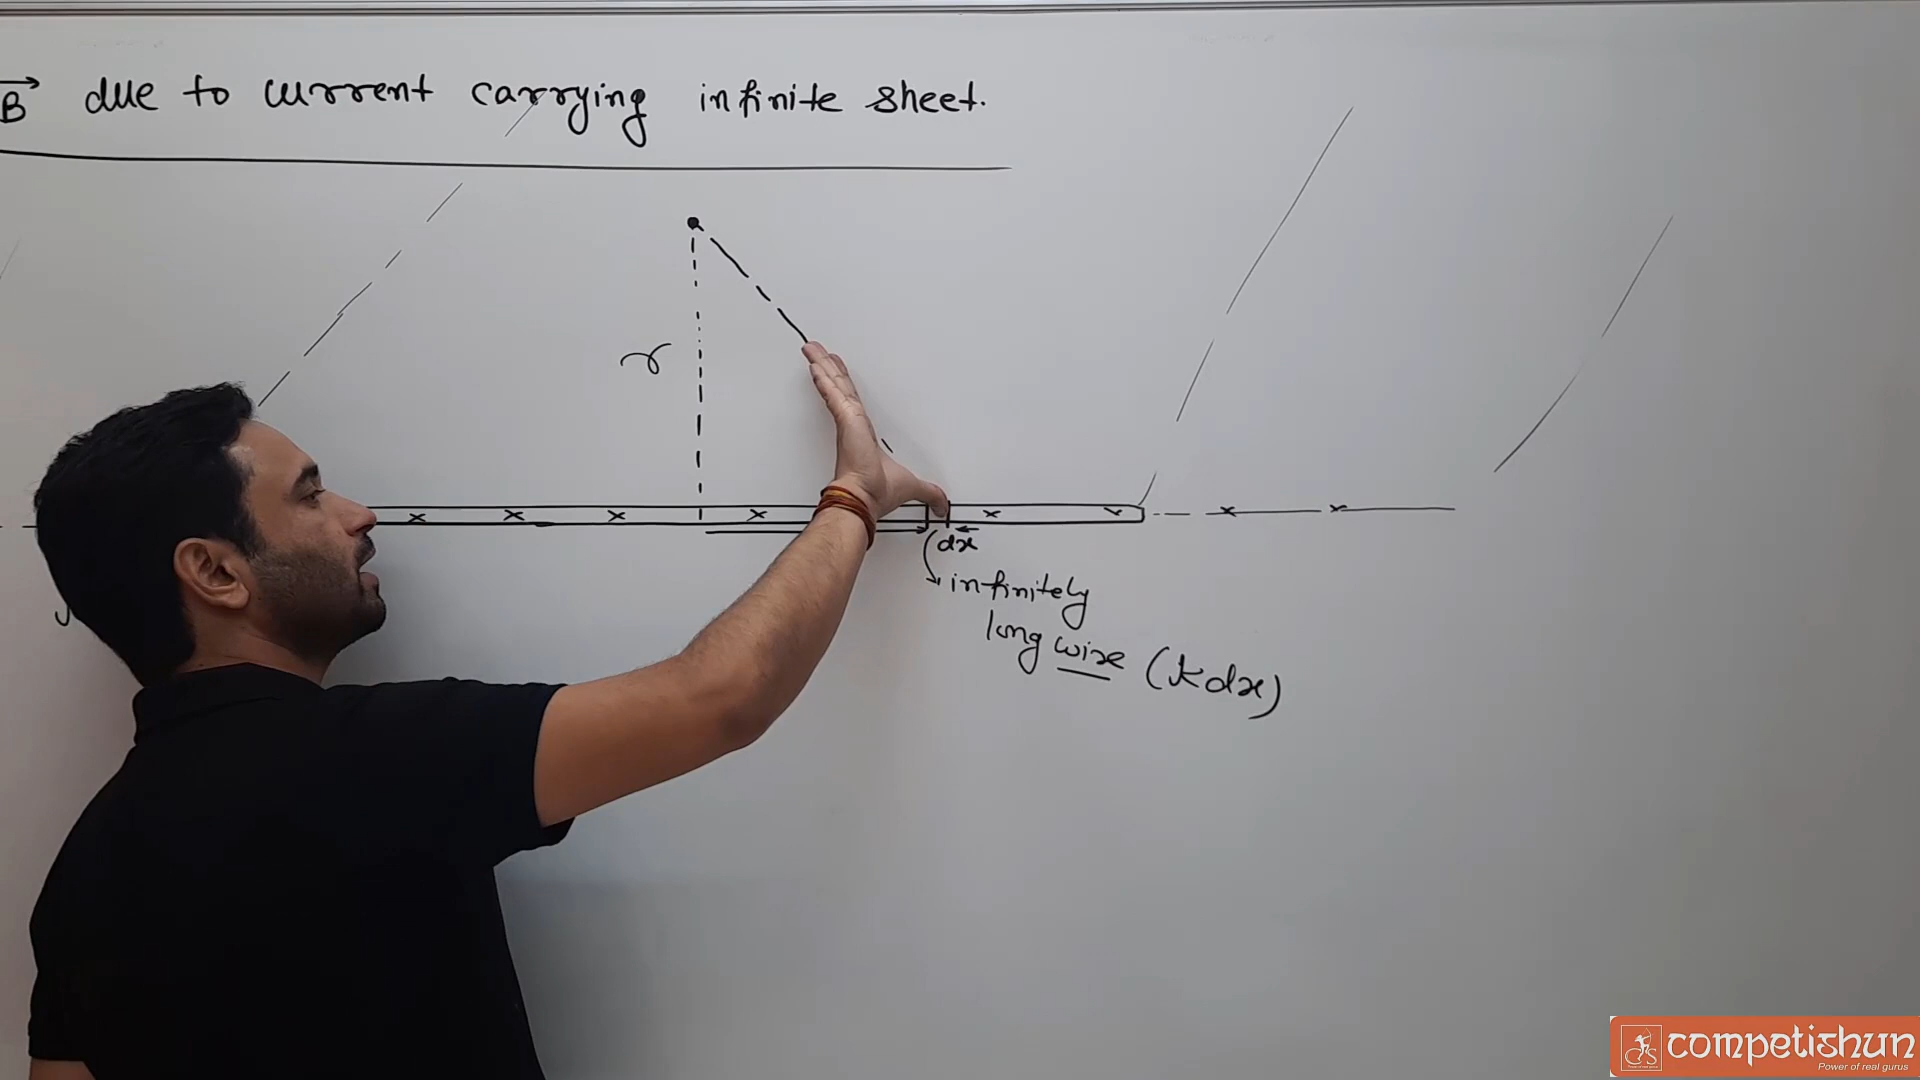 B due to current carrying infinite sheet.
r
dx
infinitely
long wire (kdx)
competishun
Power of real gurus